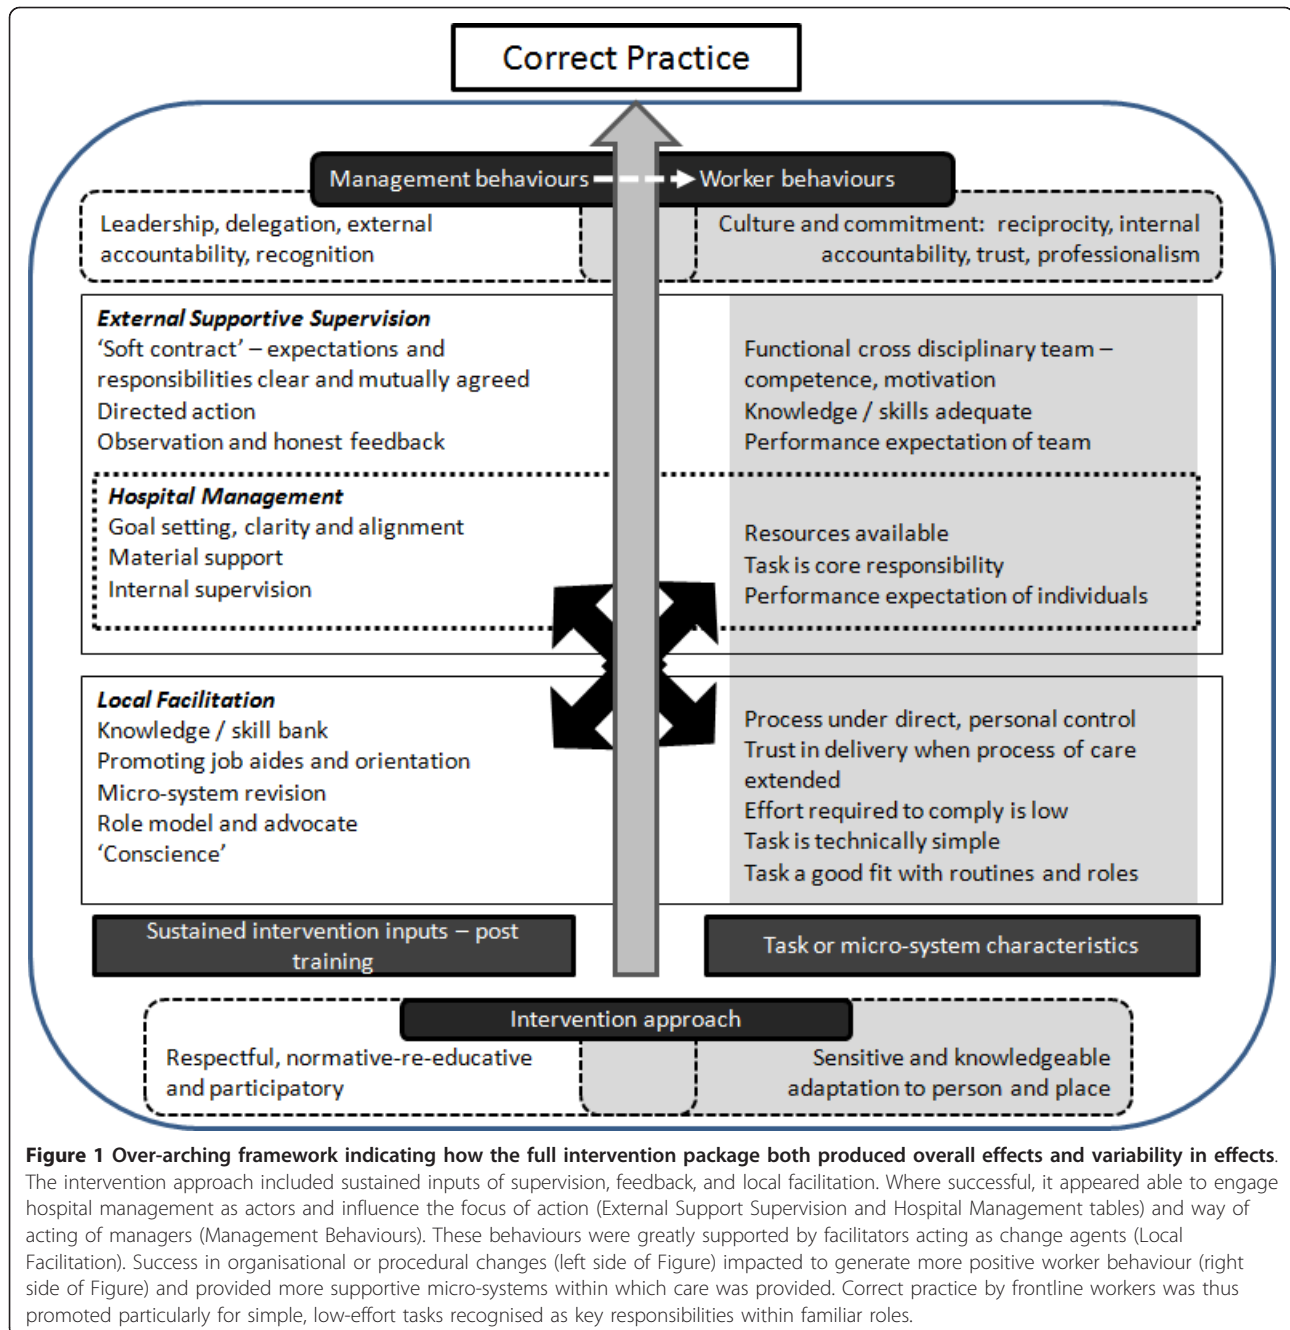 Correct Practice
Management behaviours
Worker behaviours
Leadership, delegation, external
accountability, recognition
Culture and commitment: reciprocity, internal
accountability, trust, professionalism
External Supportive Supervision
‘Soft contract’ – expectations and
responsibilities clear and mutually agreed
Directed action
Observation and honest feedback
Functional cross disciplinary team –
competence, motivation
Knowledge / skills adequate
Performance expectation of team
Hospital Management
Goal setting, clarity and alignment
Material support
Internal supervision
Resources available
Task is core responsibility
Performance expectation of individuals
Local Facilitation
Knowledge / skill bank
Promoting job aides and orientation
Micro-system revision
Role model and advocate
‘Conscience’
Process under direct, personal control
Trust in delivery when process of care
extended
Effort required to comply is low
Task is technically simple
Task a good fit with routines and roles
Sustained intervention inputs – post
training
Task or micro-system characteristics
Intervention approach
Respectful, normative-re-educative
and participatory
Sensitive and knowledgeable
adaptation to person and place
Figure 1 Over-arching framework indicating how the full intervention package both produced overall effects and variability in effects.
The intervention approach included sustained inputs of supervision, feedback, and local facilitation. Where successful, it appeared able to engage
hospital management as actors and influence the focus of action (External Support Supervision and Hospital Management tables) and way of
acting of managers (Management Behaviours). These behaviours were greatly supported by facilitators acting as change agents (Local
Facilitation). Success in organisational or procedural changes (left side of Figure) impacted to generate more positive worker behaviour (right
side of Figure) and provided more supportive micro-systems within which care was provided. Correct practice by frontline workers was thus
promoted particularly for simple, low-effort tasks recognised as key responsibilities within familiar roles.